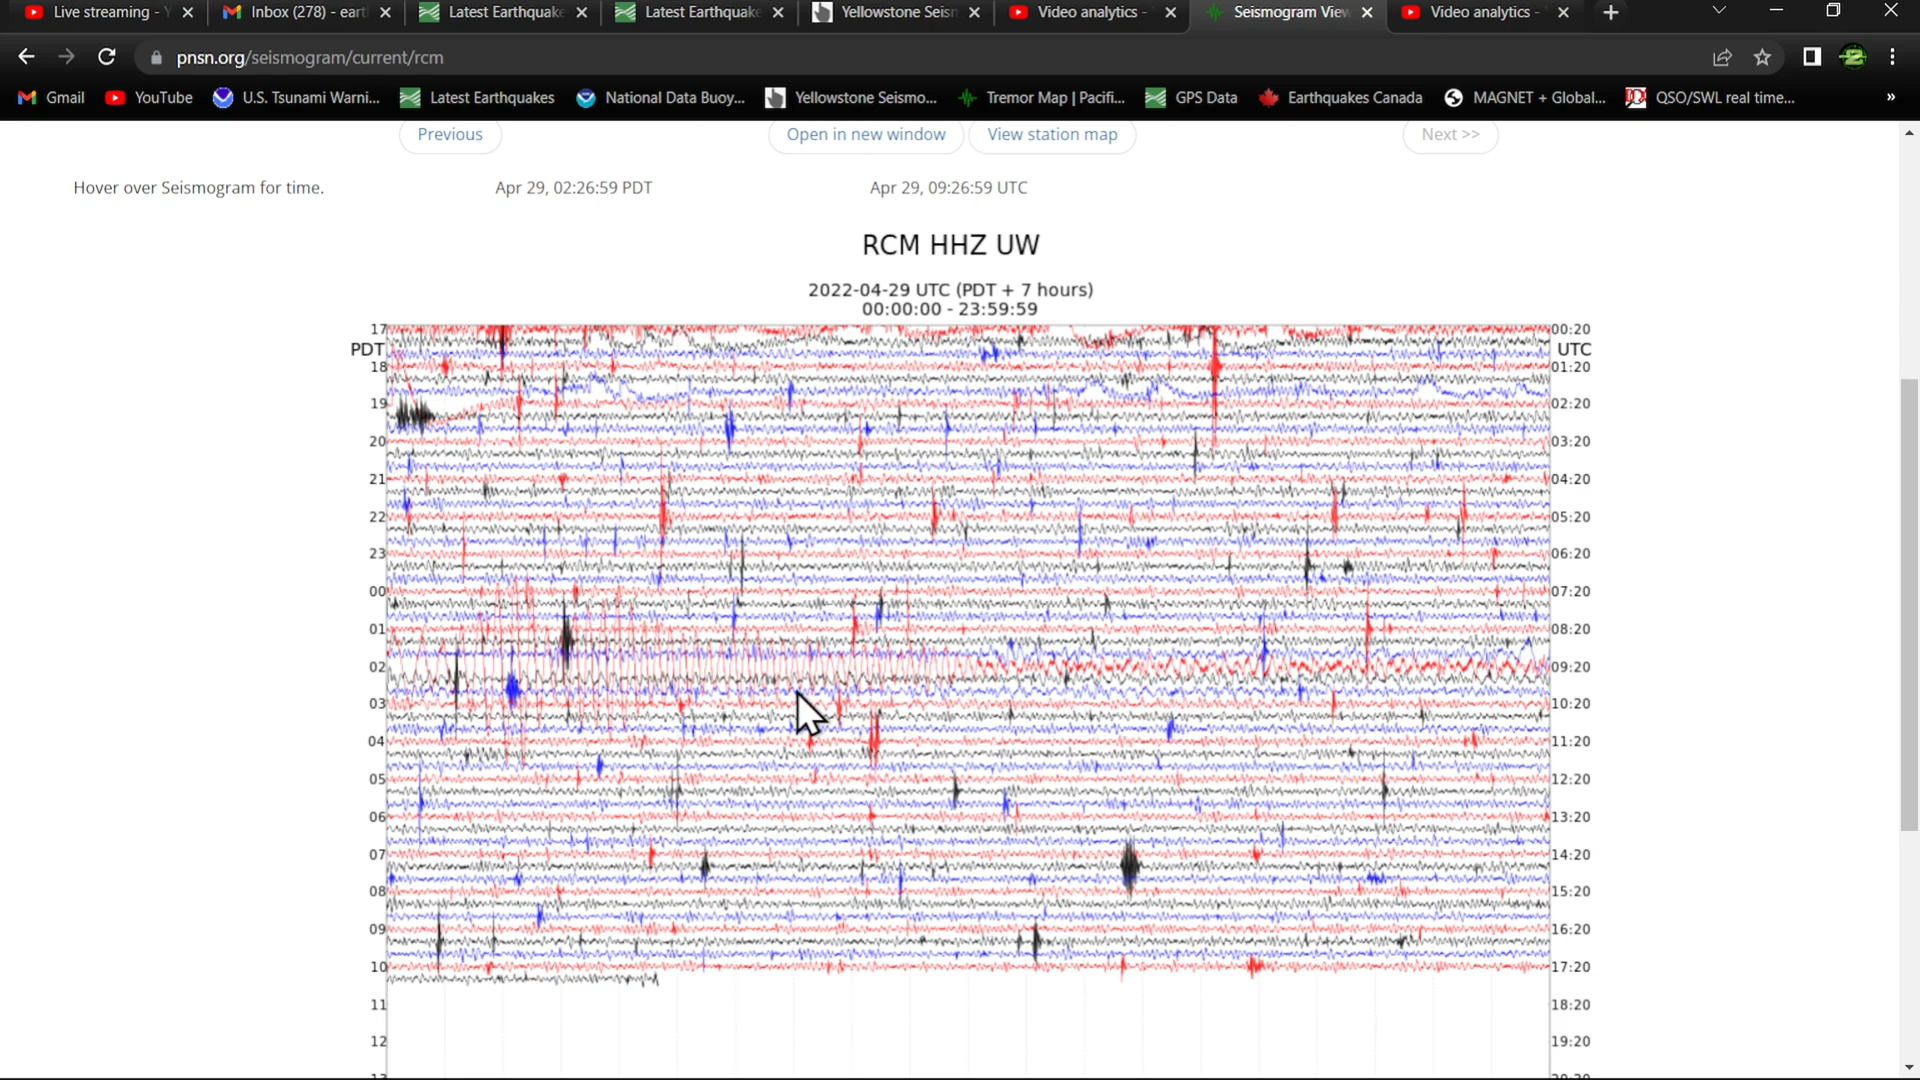 Live streaming - Y
Inbox (278) - eart
Latest Earthquake
Latest Earthquake
Yellowstone Seism
Video analytics -
Seismogram View
Video analytics -
pnsn.org/seismogram/current/rcm
Gmail
YouTube
U.S. Tsunami Warni...
Latest Earthquakes
National Data Buoy...
Yellowstone Seismo...
Tremor Map | Pacifi...
GPS Data
Earthquakes Canada
MAGNET + Global...
QSO/SWL real time...
»
Previous
Open in new window
View station map
Next >>
Hover over Seismogram for time.
Apr 29, 02:26:59 PDT
Apr 29, 09:26:59 UTC
RCM HHZ UW
2022-04-29 UTC (PDT + 7 hours)
00:00:00 - 23:59:59
17 00:20
PDT UTC
18 01:20
19 02:20
20 03:20
21 04:20
22 05:20
23 06:20
00 07:20
01 08:20
02 09:20
03 10:20
04 11:20
05 12:20
06 13:20
07 14:20
08 15:20
09 16:20
10 17:20
11 18:20
12 19:20